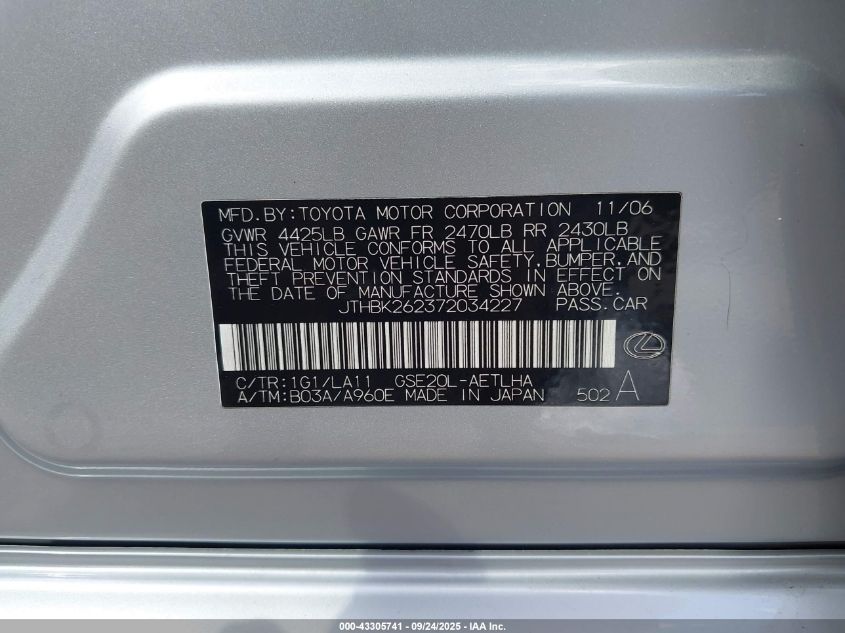 MFD.BY:TOYOTA MOTOR CORPORATION 11/06
GVWR 4425LB GAWR FR 2470LB RR 2430LB
THIS VEHICLE CONFORMS TO ALL APPLICABLE
FEDERAL MOTOR VEHICLE SAFETY,BUMPER,AND
THEFT PREVENTION STANDARDS IN EFFECT ON
THE DATE OF MANUFACTURE SHOWN ABOVE.
JTHBK262372034227 PASS.CAR
C/TR:1G1/LA11 GSE20L-AETLHA
A/TM:B03A/A960E MADE IN JAPAN 502 A
000-43305741 - 09/24/2025 - IAA Inc.